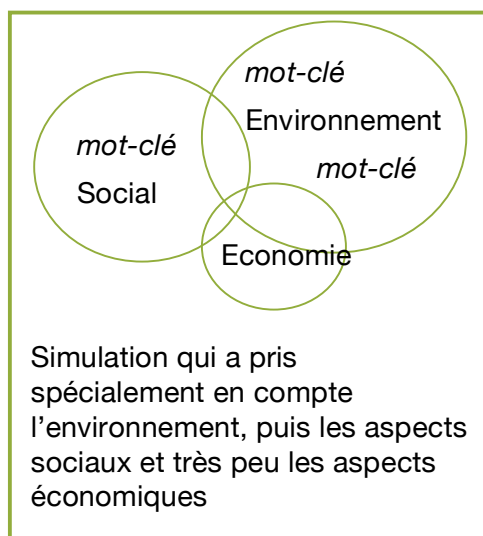 mot-clé
Environnement
mot-clé
mot-clé
Social
Economie
Simulation qui a pris
spécialement en compte
l’environnement, puis les aspects
sociaux et très peu les aspects
économiques